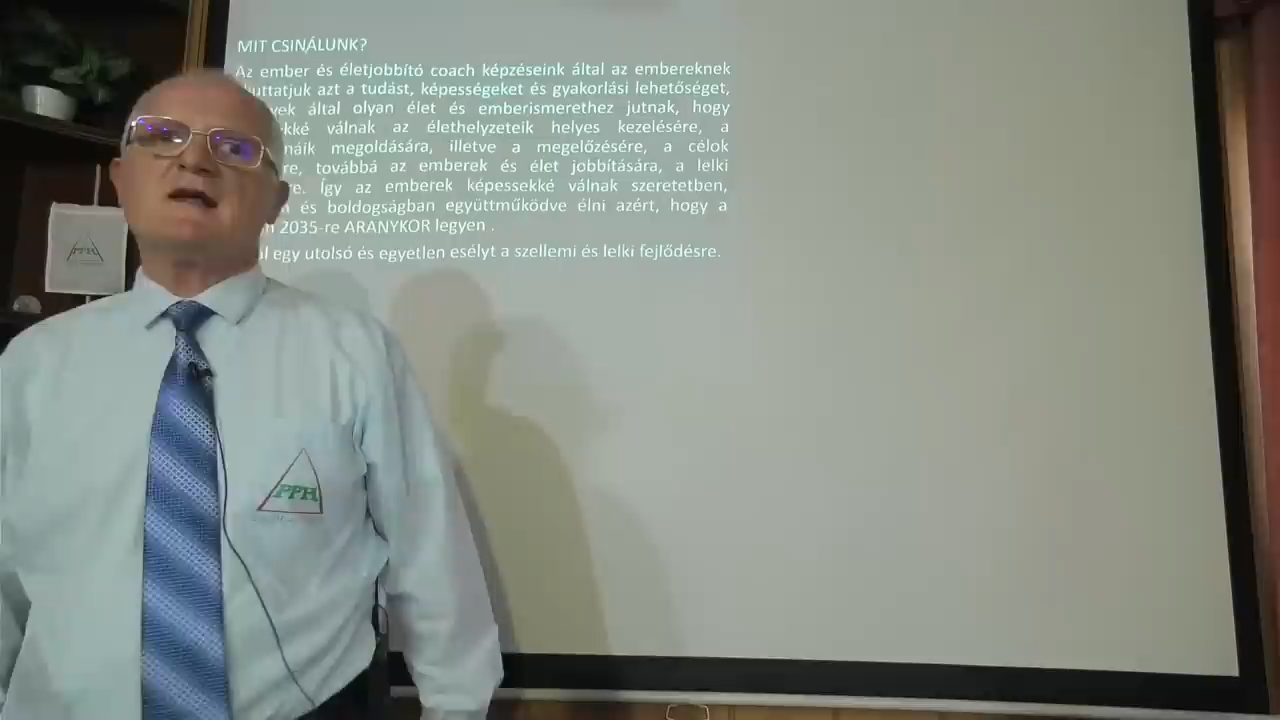 MIT CSINÁLUNK?
Az ember és életjobbító coach képzéseink által az embereknek
azt a tudást, képességeket és gyakorlási lehetőséget,
által olyan élet és emberismerethez jutnak, hogy
válnak az élethelyzeteik helyes kezelésére, a
megoldására, illetve a megelőzésére, a célok
továbbá az emberek és élet jobbítására, a lelki
Így az emberek képessekké válnak szeretetben,
és boldogságban együttműködve élni azért, hogy a
2035-re ARANYKOR legyen .
egy utolsó és egyetlen esélyt a szellemi és lelki fejlődésre.
PPH
PPH